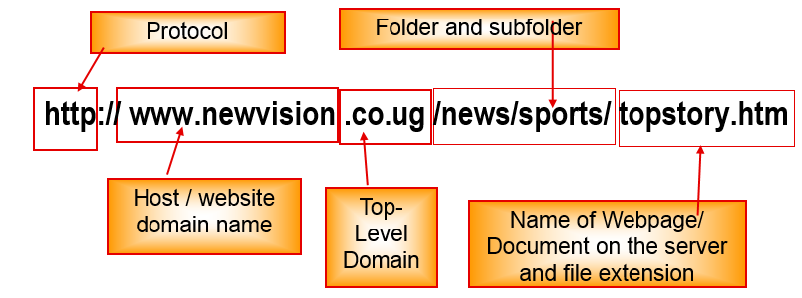 Protocol
Folder and subfolder
http:// www.newvision .co.ug /news/sports/ topstory.htm
Host / website
domain name
Top-
Level
Domain
Name of Webpage/
Document on the server
and file extension